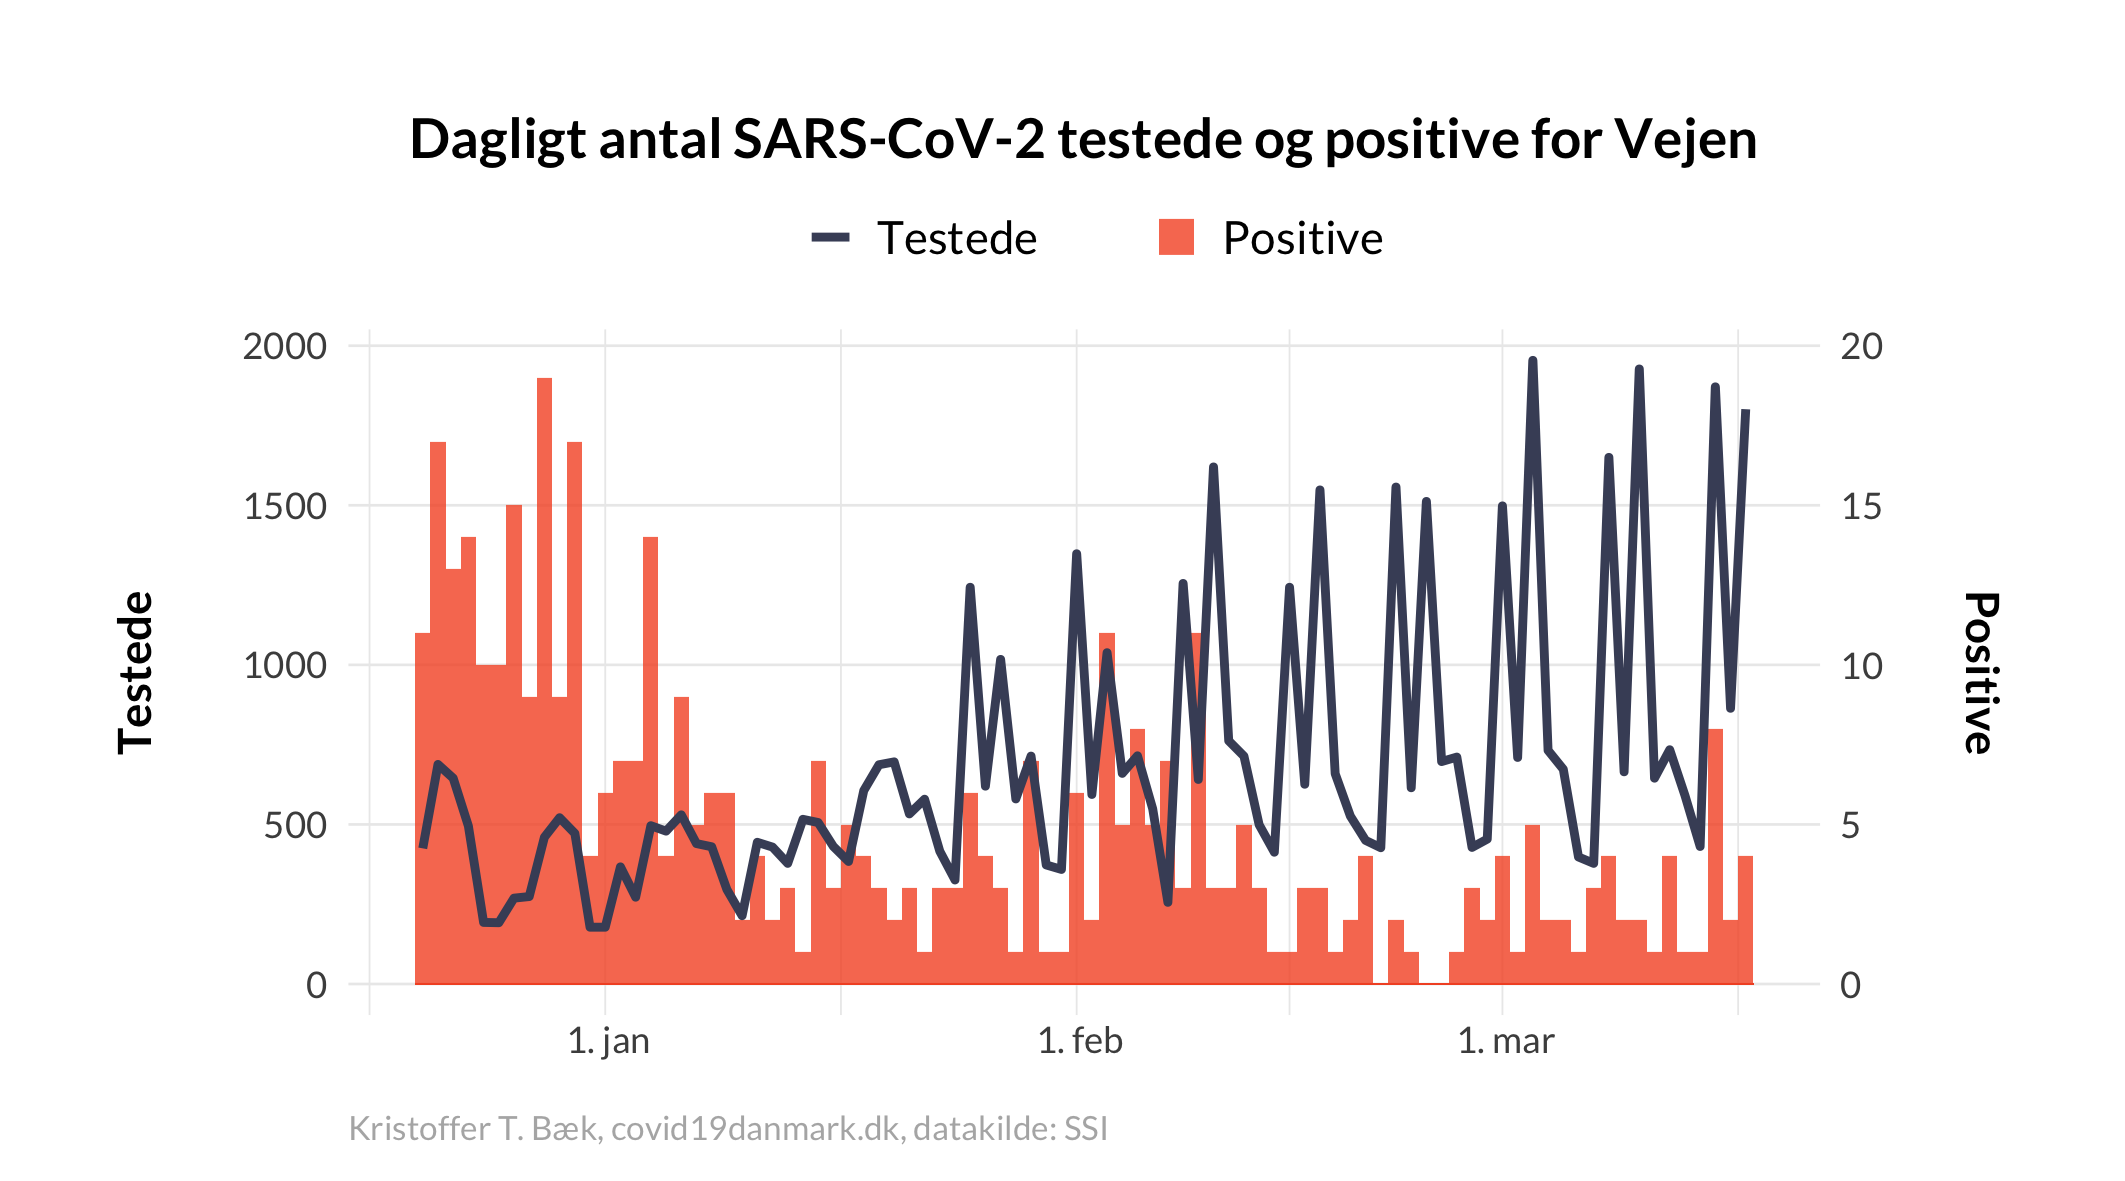 Dagligt antal SARS-CoV-2 testede og positive for Vejen
Testede
Positive
2000
1500
1000
500
0
Testede
20
15
10
5
0
Positive
1. jan
1. feb
1. mar
Kristoffer T. Bæk, covid19danmark.dk, datakilde: SSI